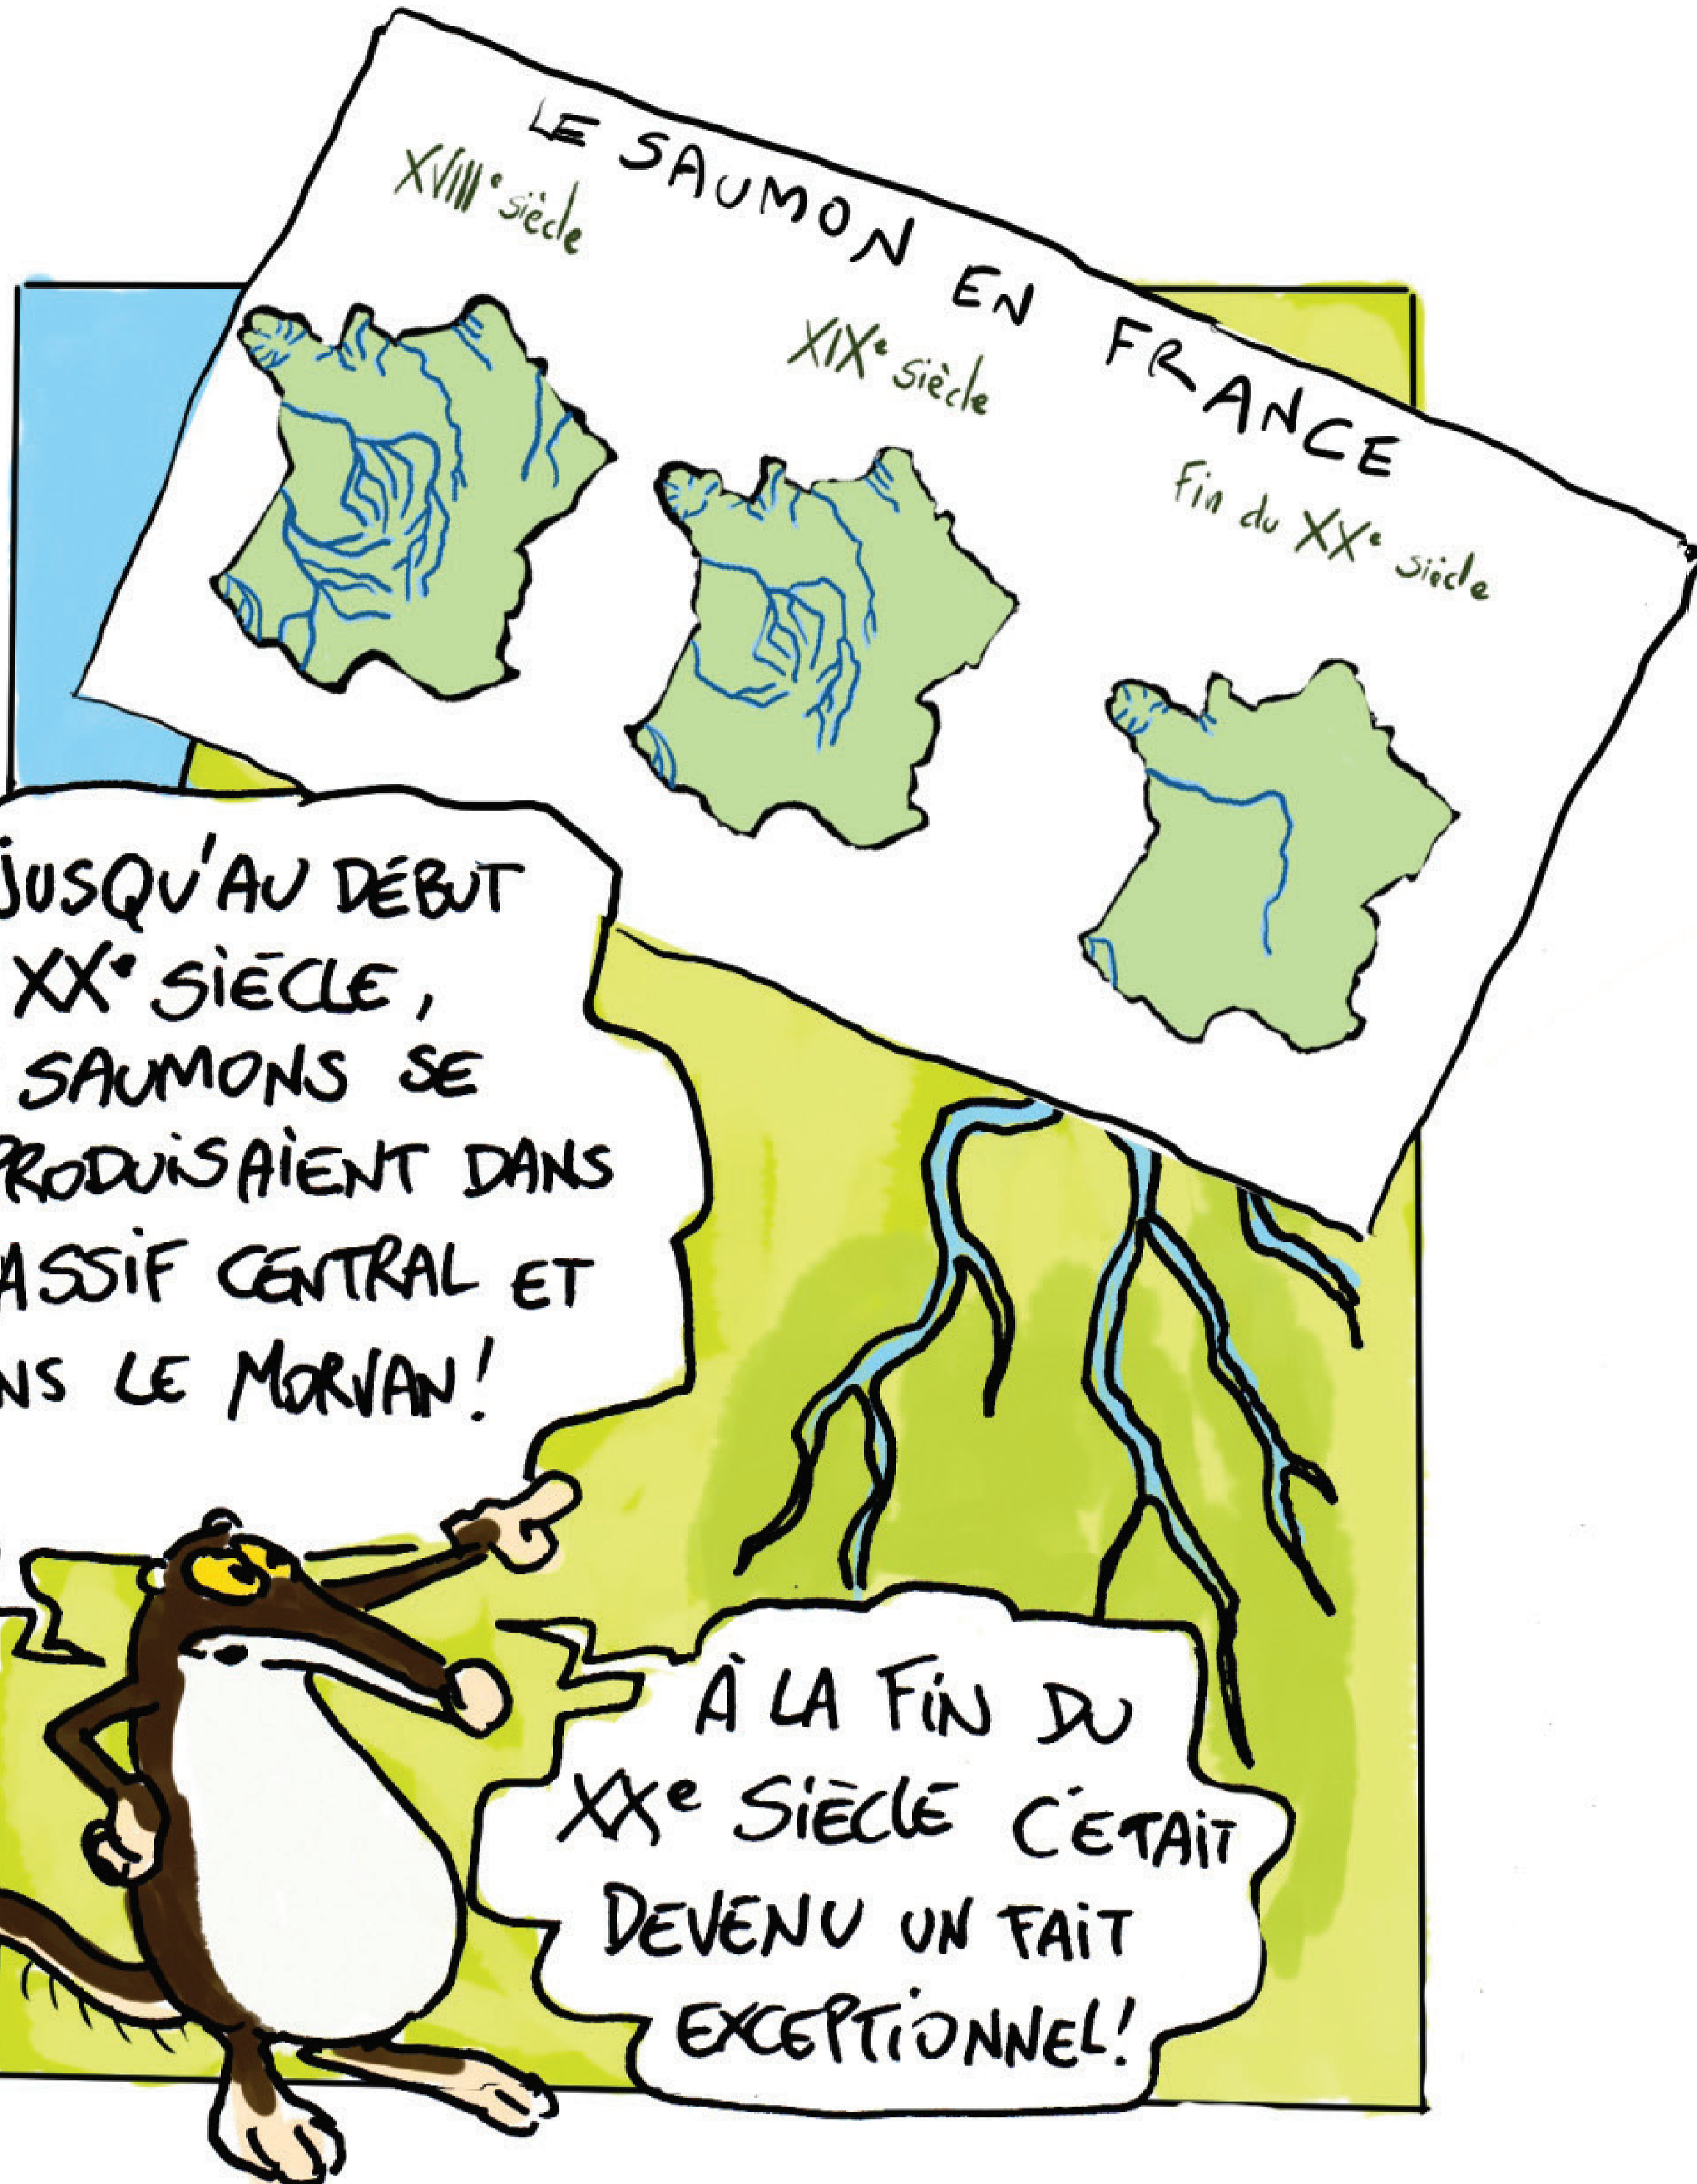 LE SAUMON EN FRANCE
XVIIIe siècle
XIXe siècle
Fin du XXe siècle
JUSQU'AU DÉBUT
XXe SIÈCLE,
SAUMONS SE
PRODUISAIENT DANS
ASSIF CENTRAL ET
NS LE MORVAN!
À LA FIN DU
XXe SIÈCLE C'ÉTAIT
DEVENU UN FAIT
EXCEPTIONNEL!